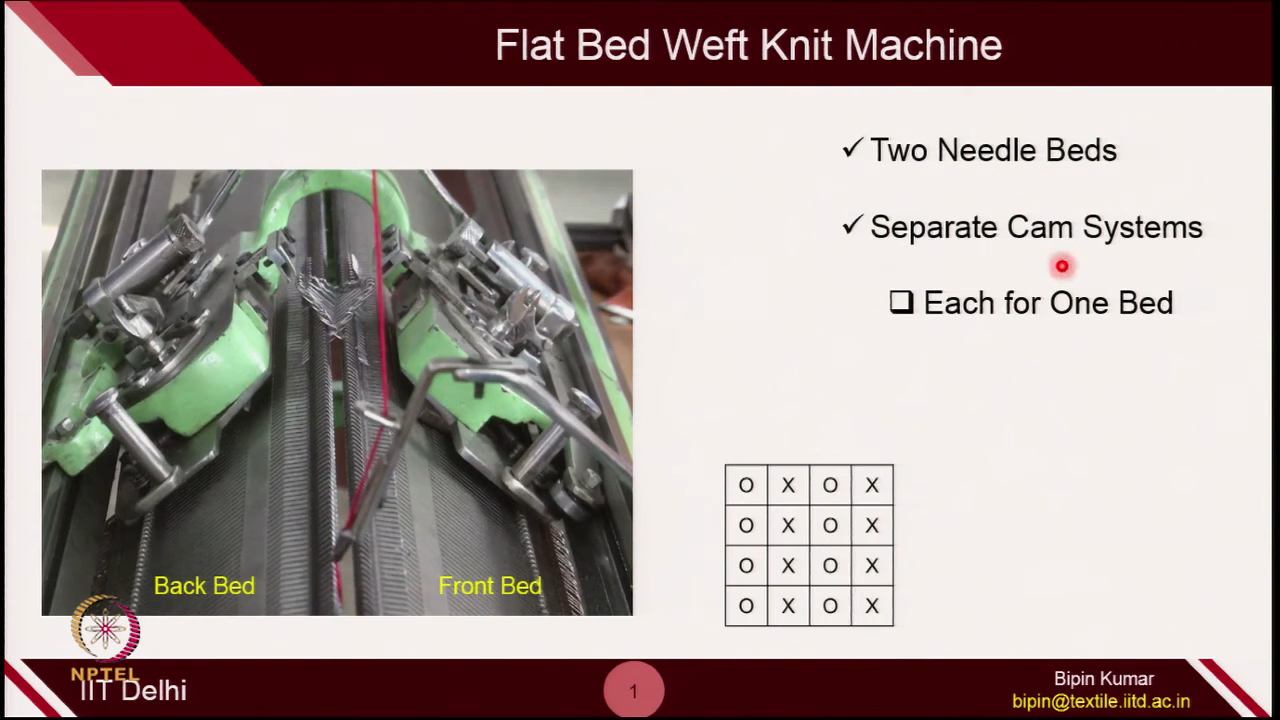 Flat Bed Weft Knit Machine
✓ Two Needle Beds
✓ Separate Cam Systems
❑ Each for One Bed
Back Bed
Front Bed
O X O X
O X O X
O X O X
O X O X
NPTEL
IIT Delhi
1
Bipin Kumar
bipin@textile.iitd.ac.in